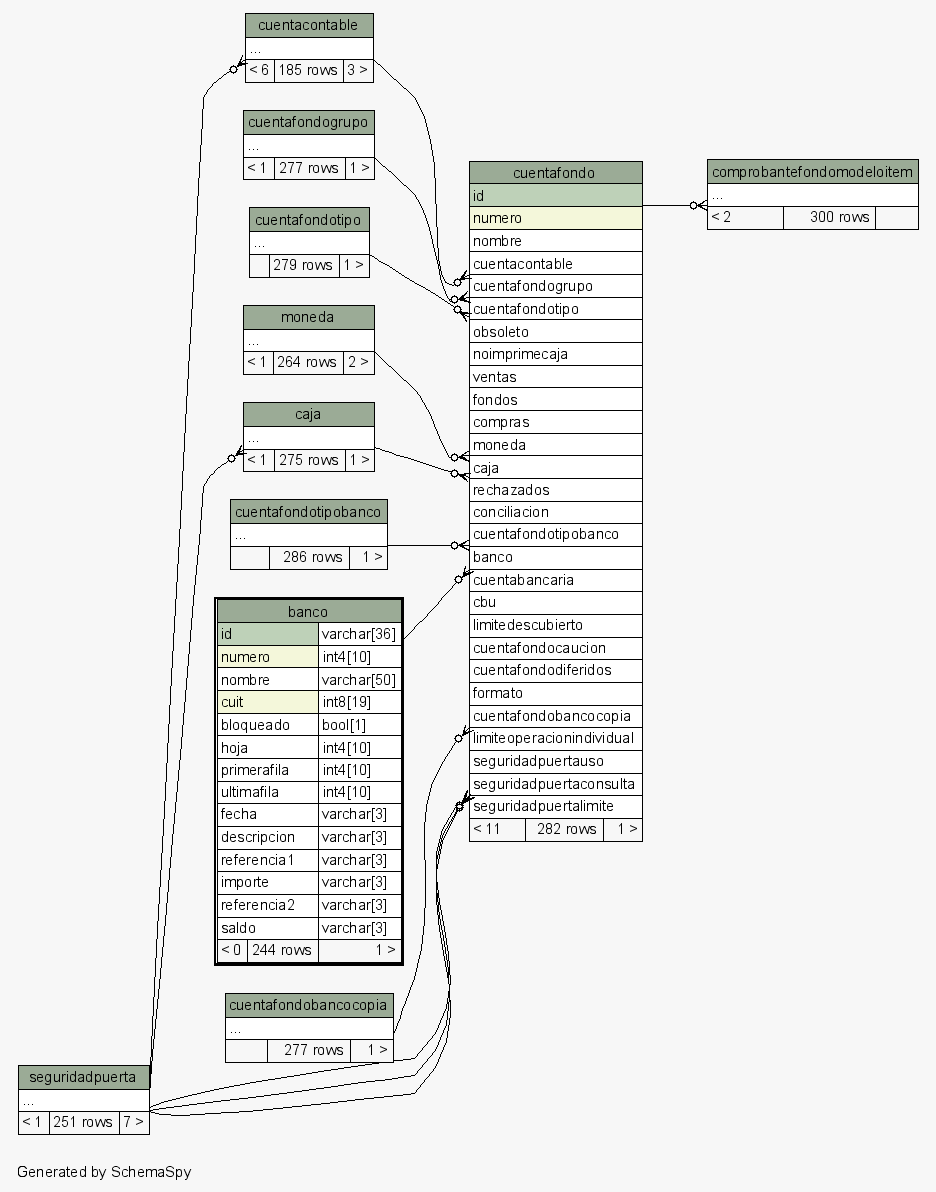 cuentacontable
...
< 6 185 rows 3 >
cuentafondogrupo
...
< 1 277 rows 1 >
cuentafondotipo
...
279 rows 1 >
moneda
...
< 1 264 rows 2 >
caja
...
< 1 275 rows 1 >
cuentafondotipobanco
...
286 rows 1 >
banco
id varchar[36]
numero int4[10]
nombre varchar[50]
cuit int8[19]
bloqueado bool[1]
hoja int4[10]
primerafila int4[10]
ultimafila int4[10]
fecha varchar[3]
descripcion varchar[3]
referencia1 varchar[3]
importe varchar[3]
referencia2 varchar[3]
saldo varchar[3]
< 0 244 rows 1 >
cuentafondobancocopia
...
277 rows 1 >
seguridadpuerta
...
< 1 251 rows 7 >
cuentafondo
id
numero
nombre
cuentacontable
cuentafondogrupo
cuentafondotipo
obsoleto
noimprimecaja
ventas
fondos
compras
moneda
caja
rechazados
conciliacion
cuentafondotipobanco
banco
cuentabancaria
cbu
limitedescubierto
cuentafondocaucion
cuentafondodiferidos
formato
cuentafondobancocopia
limiteoperacionindividual
seguridadpuertauso
seguridadpuertaconsulta
seguridadpuertalimite
< 11 282 rows 1 >
comprobantefondomodeloitem
...
< 2 300 rows
Generated by SchemaSpy